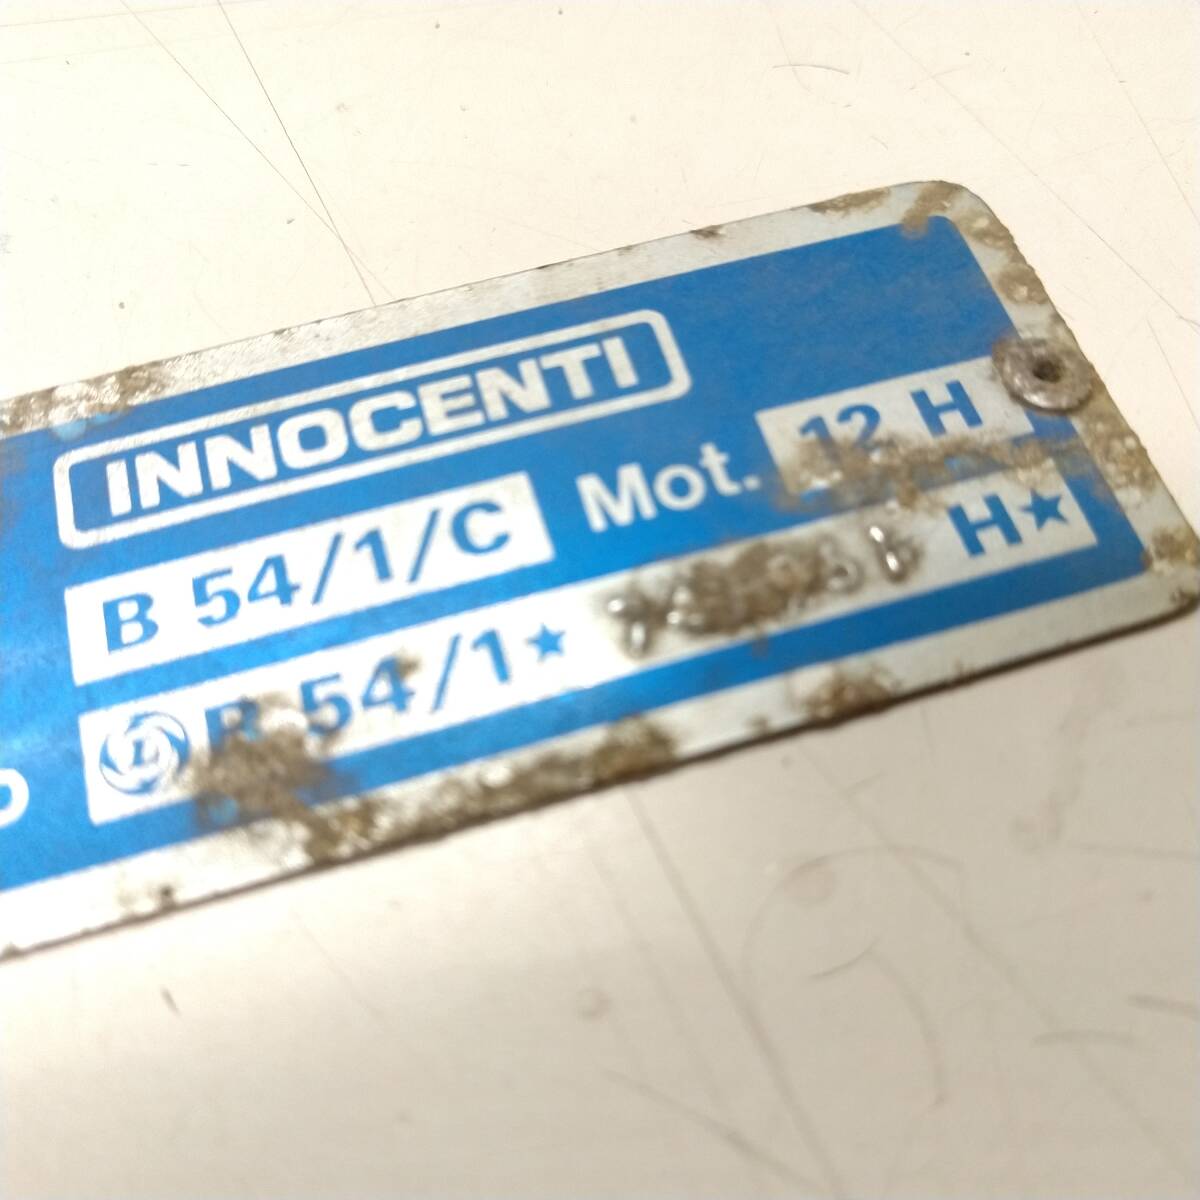 INNOCENTI
B 54/1/C Mot. 12 H
B 54/1★ H★